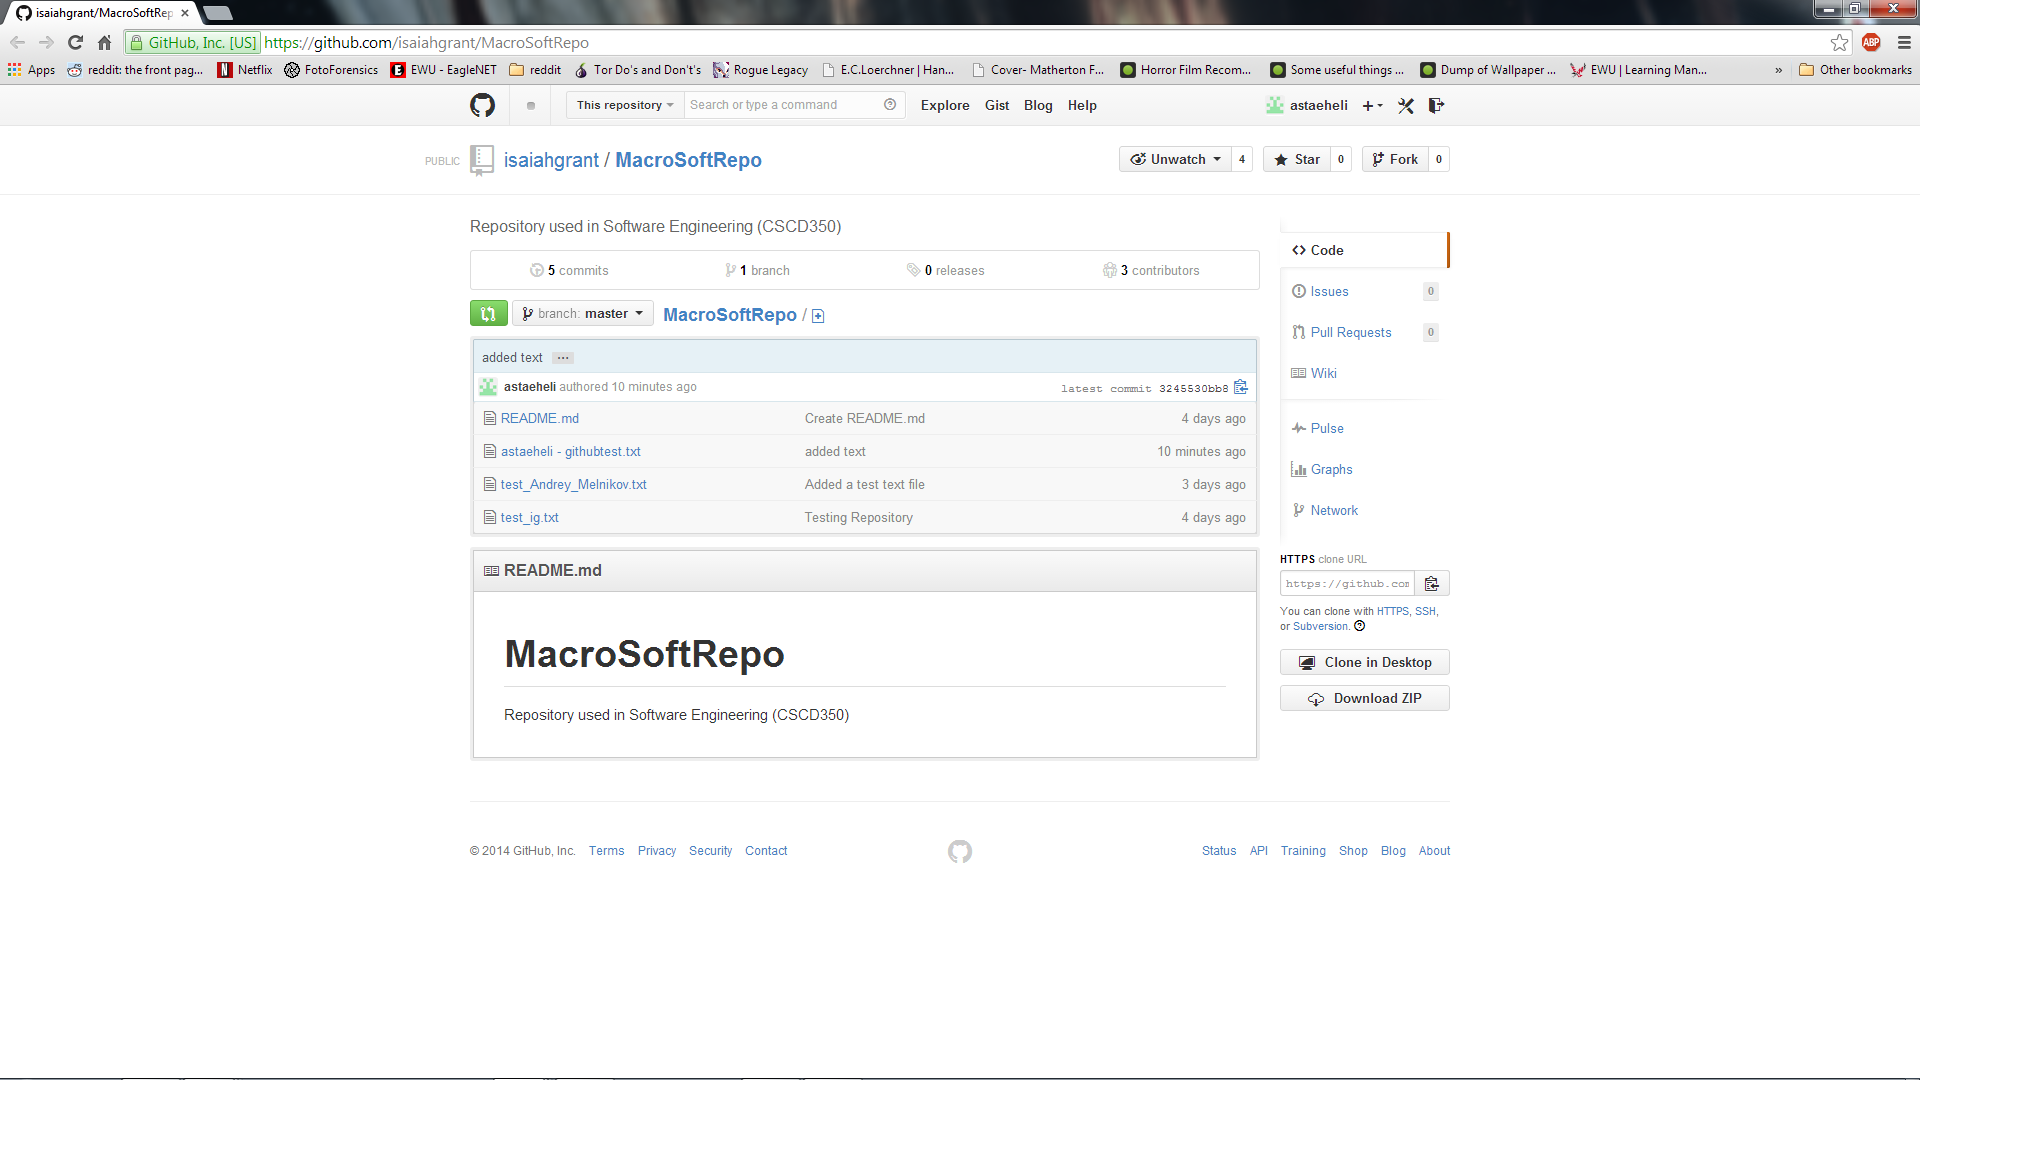 isaiahgrant/MacroSoftRep
GitHub, Inc. [US] https://github.com/isaiahgrant/MacroSoftRepo
ABP
Apps reddit: the front pag... Netflix FotoForensics EWU - EagleNET reddit Tor Do's and Don't's Rogue Legacy E.C.Loerchner | Han... Cover- Matherton F... Horror Film Recom... Some useful things ... Dump of Wallpaper ... EWU | Learning Man... » Other bookmarks
This repository Search or type a command Explore Gist Blog Help astaeheli
PUBLIC isaiahgrant / MacroSoftRepo Unwatch 4 Star 0 Fork 0
Repository used in Software Engineering (CSCD350)
5 commits 1 branch 0 releases 3 contributors
branch: master MacroSoftRepo /
added text ...
astaeheli authored 10 minutes ago latest commit 3245530bb8
README.md Create README.md 4 days ago
astaeheli - githubtest.txt added text 10 minutes ago
test_Andrey_Melnikov.txt Added a test text file 3 days ago
test_ig.txt Testing Repository 4 days ago
README.md
MacroSoftRepo
Repository used in Software Engineering (CSCD350)
Code
Issues 0
Pull Requests 0
Wiki
Pulse
Graphs
Network
HTTPS clone URL
https://github.com
You can clone with HTTPS, SSH,
or Subversion.
Clone in Desktop
Download ZIP
© 2014 GitHub, Inc. Terms Privacy Security Contact Status API Training Shop Blog About